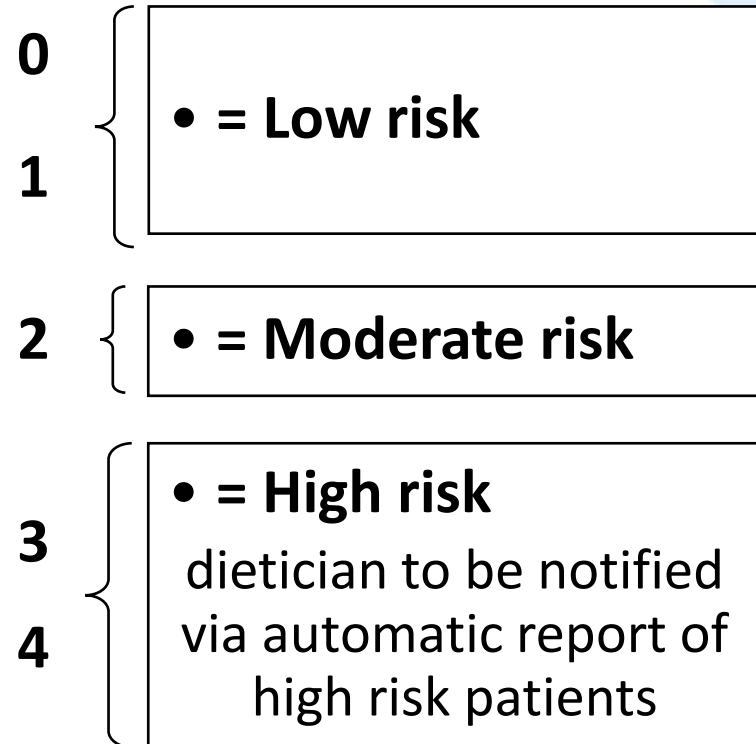 0
1
• = Low risk
2
• = Moderate risk
3
4
• = High risk
dietician to be notified
via automatic report of
high risk patients